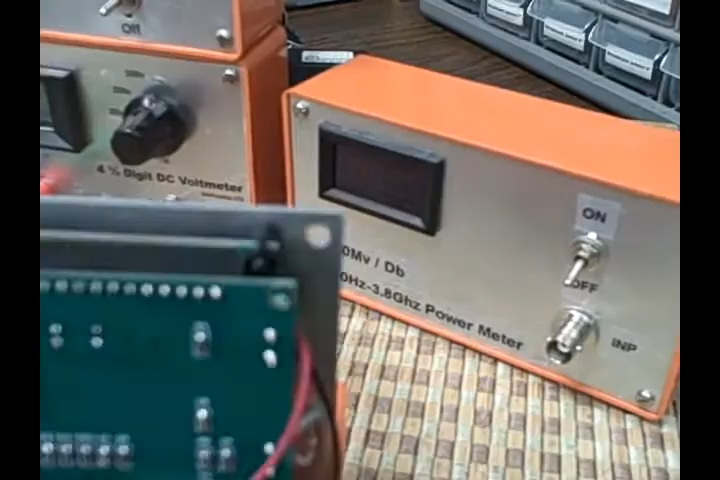 Off
4 ½ Digit DC Voltmeter
ON
OFF
0Mv / Db
0Hz-3.8Ghz Power Meter
INP